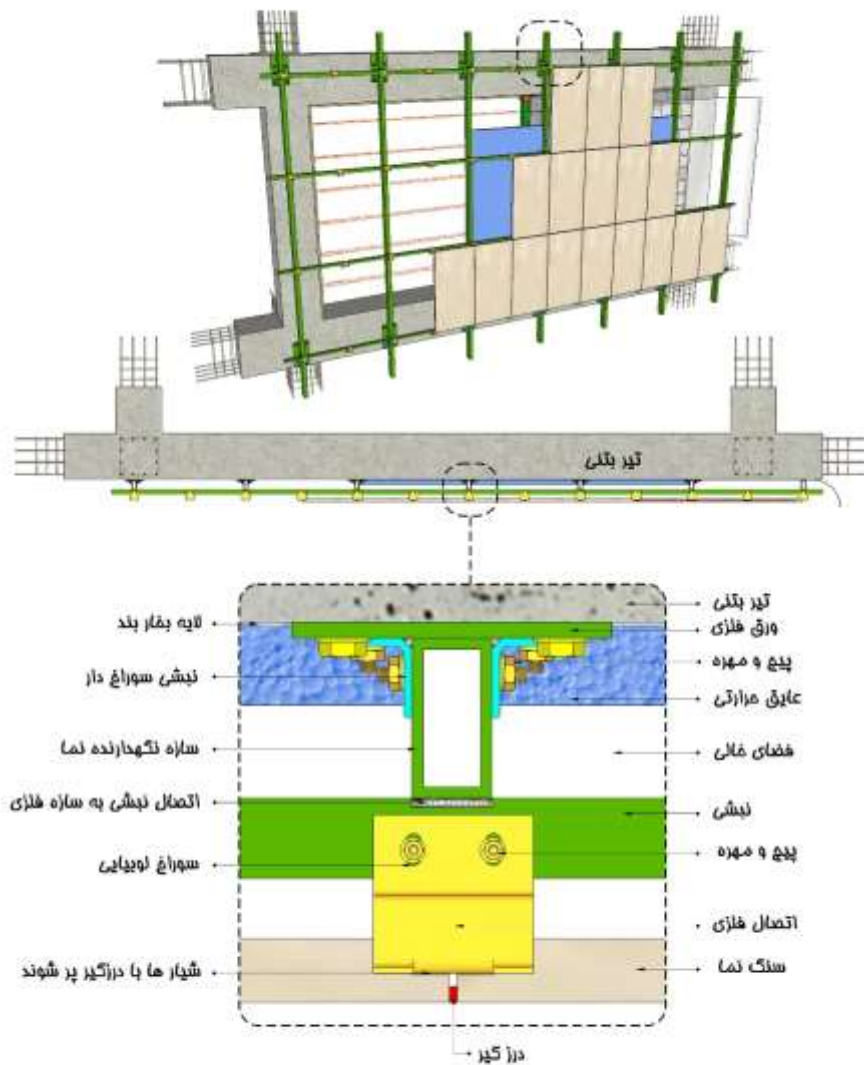 تیر بتنی
تیر بتنی
ورق فلزی
پیچ و مهره
عایق حرارتی
فضای خالی
نبشی
پیچ و مهره
اتصال فلزی
سنگ نما
لایه بخار بند
نبشی سوراخ دار
سازه نگهدارنده نما
اتصال نبشی به سازه فلزی
سوراخ لوبیایی
شیار ها با درزگیر پر شوند
درز گیر